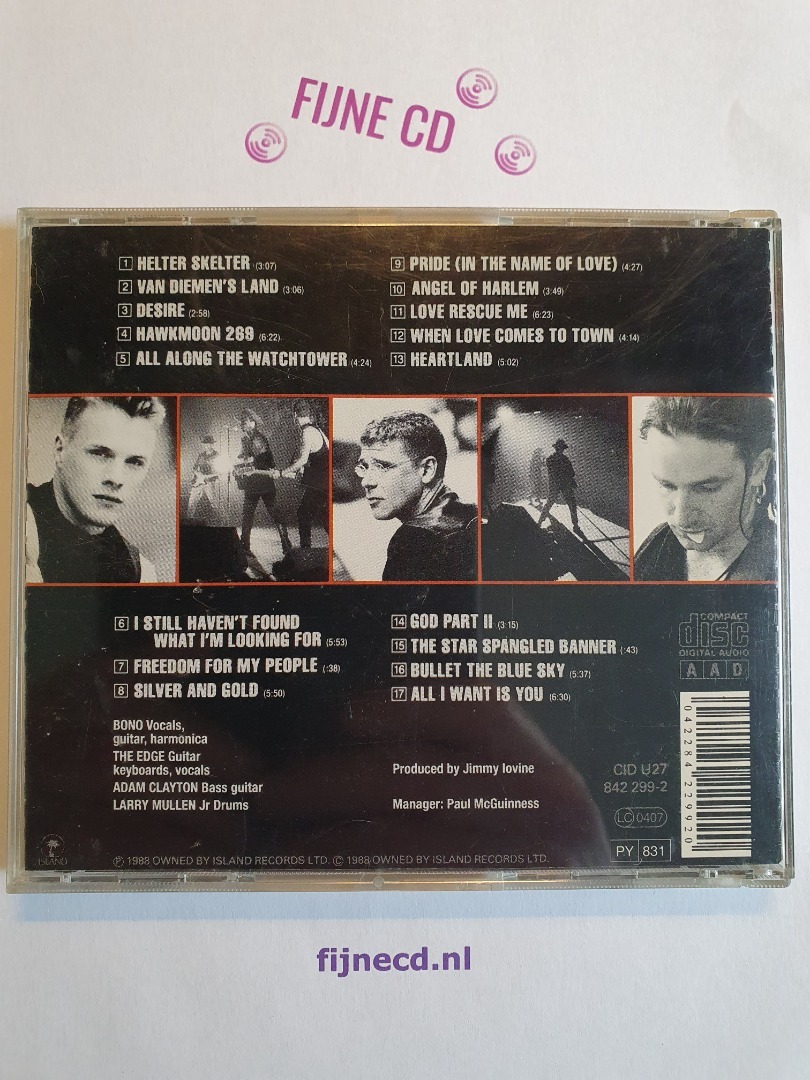 FIJNE CD
1 HELTER SKELTER (3:07)
2 VAN DIEMEN'S LAND (3:06)
3 DESIRE (2:58)
4 HAWKMOON 269 (6:22)
5 ALL ALONG THE WATCHTOWER (4:24)
9 PRIDE (IN THE NAME OF LOVE) (4:27)
10 ANGEL OF HARLEM (3:49)
11 LOVE RESCUE ME (6:23)
12 WHEN LOVE COMES TO TOWN (4:14)
13 HEARTLAND (5:02)
6 I STILL HAVEN'T FOUND
WHAT I'M LOOKING FOR (5:53)
7 FREEDOM FOR MY PEOPLE (:38)
8 SILVER AND GOLD (5:50)
14 GOD PART II (3:15)
15 THE STAR SPANGLED BANNER (:43)
16 BULLET THE BLUE SKY (5:37)
17 ALL I WANT IS YOU (6:30)
COMPACT
disc
DIGITAL AUDIO
A A D
BONO Vocals,
guitar, harmonica
THE EDGE Guitar
keyboards, vocals
ADAM CLAYTON Bass guitar
LARRY MULLEN Jr Drums
Produced by Jimmy Iovine
Manager: Paul McGuinness
CID U27
842 299-2
LC 0407
PY 831
0 42284 22992 0
ISLAND
℗ 1988 OWNED BY ISLAND RECORDS LTD. © 1988 OWNED BY ISLAND RECORDS LTD.
fijnecd.nl